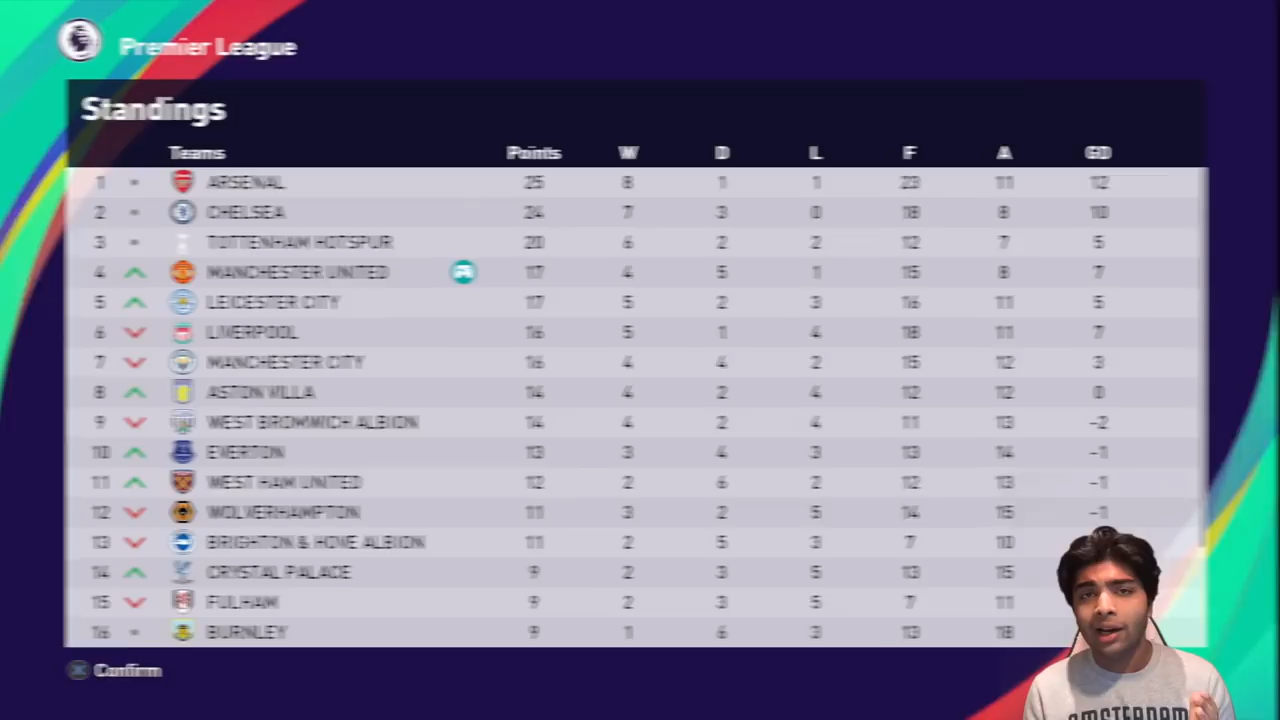 Premier League
Standings
Teams Points W D L F A GD
1 ARSENAL 25 8 1 1 23 11 12
2 CHELSEA 24 7 3 0 18 8 10
3 TOTTENHAM HOTSPUR 20 6 2 2 12 7 5
4 MANCHESTER UNITED 17 4 5 1 15 8 7
5 LEICESTER CITY 17 5 2 3 16 11 5
6 LIVERPOOL 16 5 1 4 18 11 7
7 MANCHESTER CITY 16 4 4 2 15 12 3
8 ASTON VILLA 14 4 2 4 12 12 0
9 WEST BROMWICH ALBION 14 4 2 4 11 13 -2
10 EVERTON 13 3 4 3 13 14 -1
11 WEST HAM UNITED 12 2 6 2 12 13 -1
12 WOLVERHAMPTON 11 3 2 5 14 15 -1
13 BRIGHTON & HOVE ALBION 11 2 5 3 7 10
14 CRYSTAL PALACE 9 2 3 5 13 15
15 FULHAM 9 2 3 5 7 11
16 BURNLEY 9 1 6 3 13 18
Confirm
AMSTERDAM